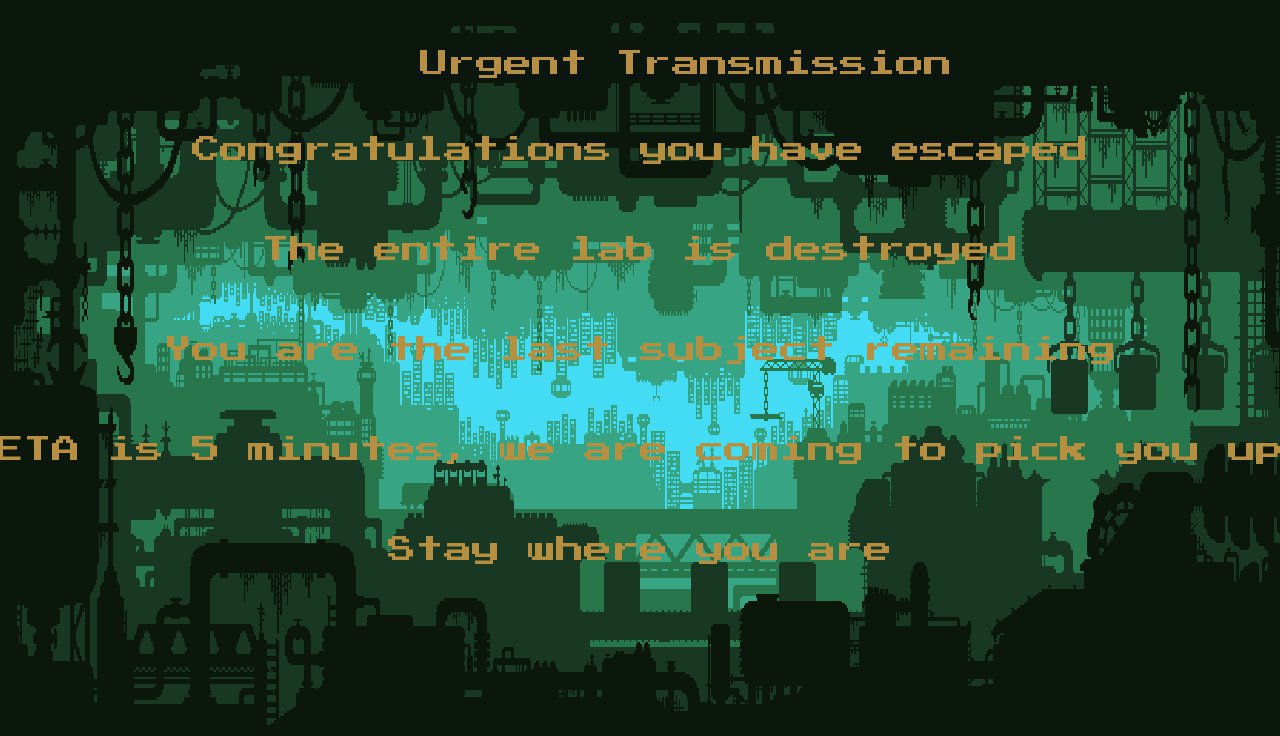 Urgent Transmission
Congratulations you have escaped
The entire lab is destroyed
You are the last subject remaining
ETA is 5 minutes, we are coming to pick you up
Stay where you are